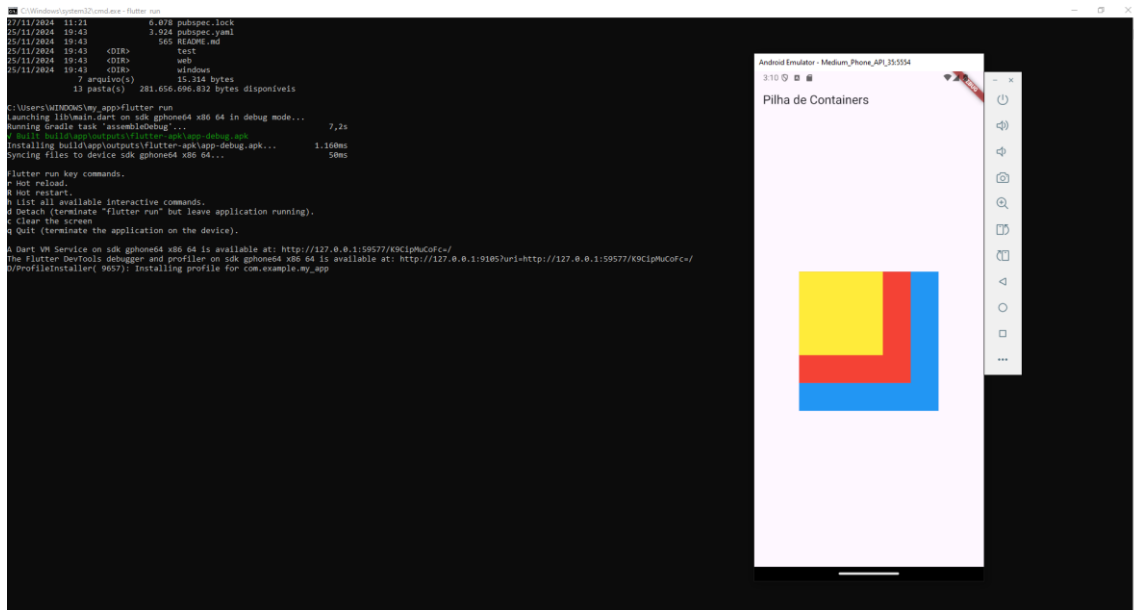 C:\Windows\system32\cmd.exe - flutter run
27/11/2024  11:21             6.078 pubspec.lock
25/11/2024  19:43             3.924 pubspec.yaml
25/11/2024  19:43               565 README.md
25/11/2024  19:43    <DIR>          test
25/11/2024  19:43    <DIR>          web
25/11/2024  19:43    <DIR>          windows
7 arquivo(s)         15.314 bytes
13 pasta(s)   281.656.696.832 bytes disponíveis
C:\Users\WINDOWS\my_app>flutter run
Launching lib\main.dart on sdk gphone64 x86 64 in debug mode...
Running Gradle task 'assembleDebug'...                              7,2s
√ Built build\app\outputs\flutter-apk\app-debug.apk
Installing build\app\outputs\flutter-apk\app-debug.apk...        1.160ms
Syncing files to device sdk gphone64 x86 64...                      50ms
Flutter run key commands.
r Hot reload.
R Hot restart.
h List all available interactive commands.
d Detach (terminate "flutter run" but leave application running).
c Clear the screen
q Quit (terminate the application on the device).
A Dart VM Service on sdk gphone64 x86 64 is available at: http://127.0.0.1:59577/K9CipMuCoFc=/
The Flutter DevTools debugger and profiler on sdk gphone64 x86 64 is available at: http://127.0.0.1:9105?uri=http://127.0.0.1:59577/K9CipMuCoFc=/
D/ProfileInstaller( 9657): Installing profile for com.example.my_app
Android Emulator - Medium_Phone_API_35:5554
3:10
DEBUG
Pilha de Containers